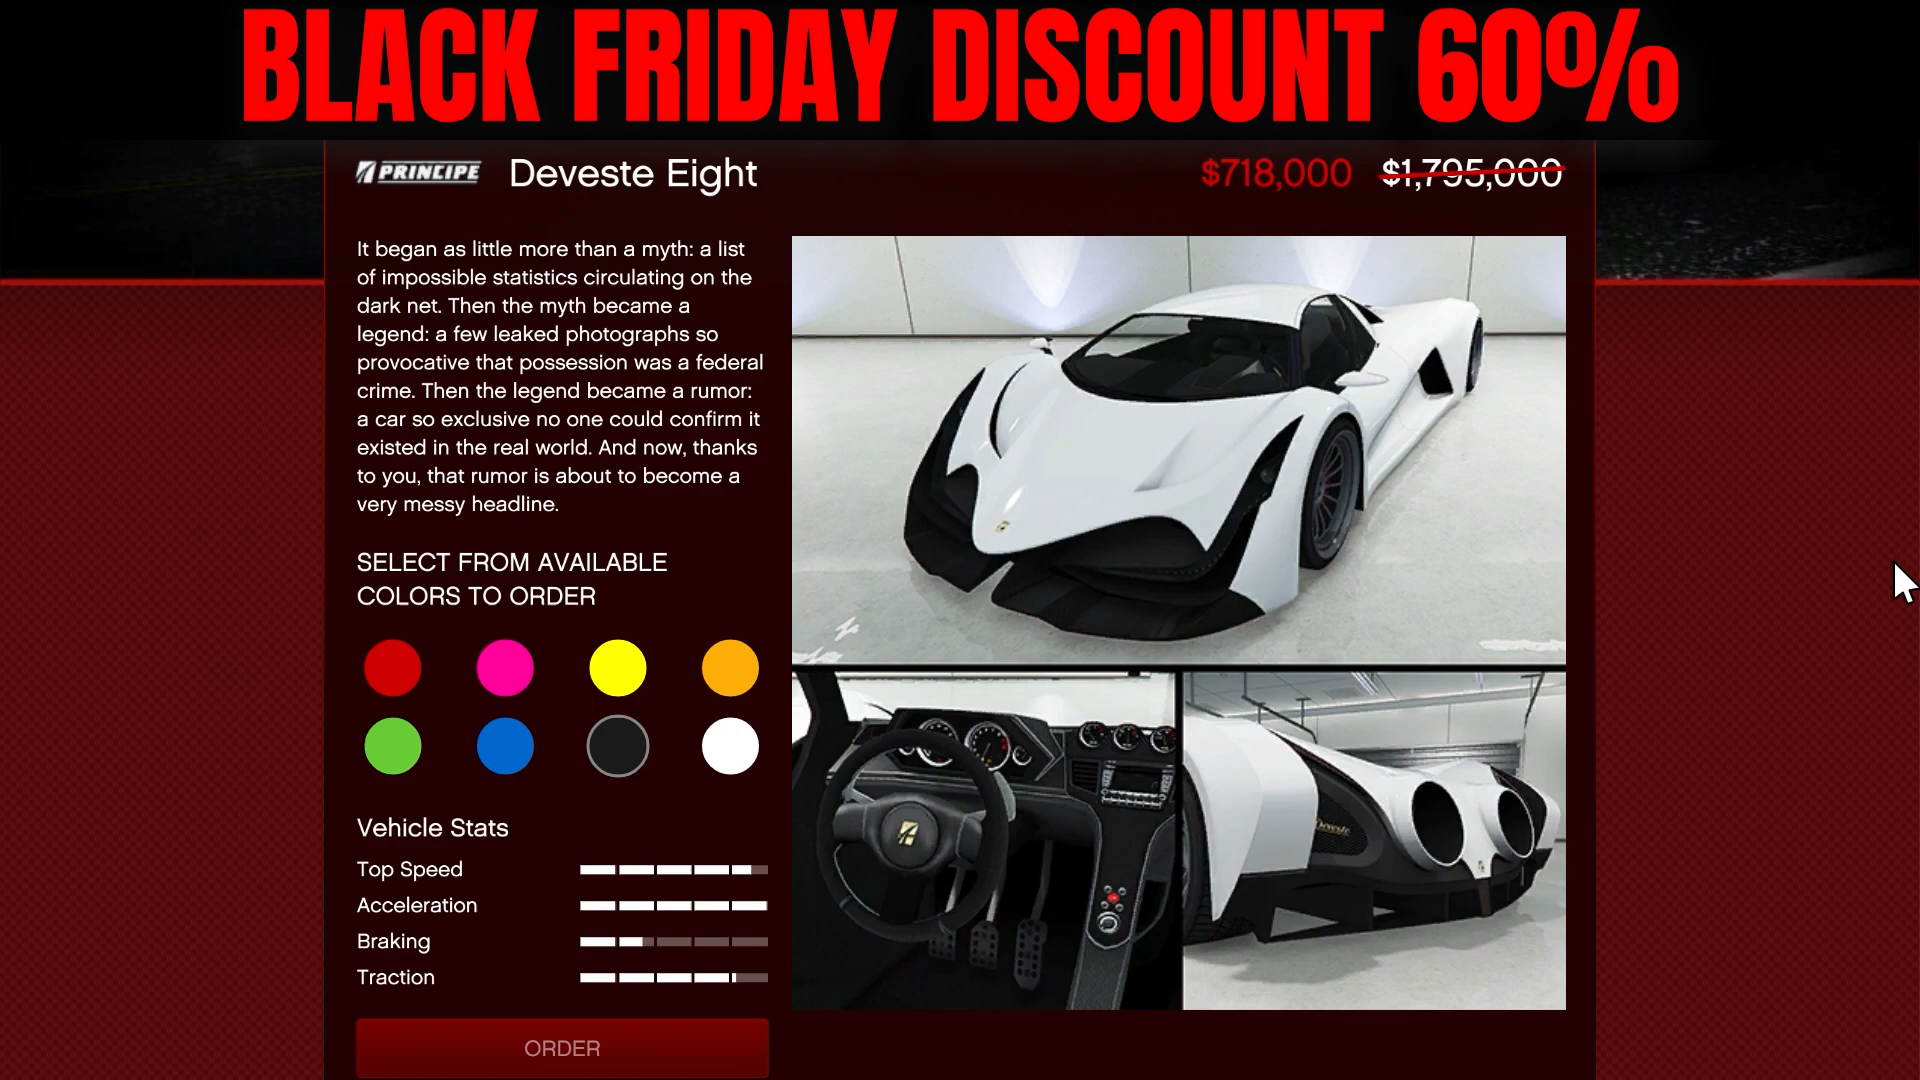 BLACK FRIDAY DISCOUNT 60%
PRINCIPE Deveste Eight $718,000 $1,795,000
It began as little more than a myth: a list
of impossible statistics circulating on the
dark net. Then the myth became a
legend: a few leaked photographs so
provocative that possession was a federal
crime. Then the legend became a rumor:
a car so exclusive no one could confirm it
existed in the real world. And now, thanks
to you, that rumor is about to become a
very messy headline.
SELECT FROM AVAILABLE
COLORS TO ORDER
Vehicle Stats
Top Speed
Acceleration
Braking
Traction
ORDER
Deveste